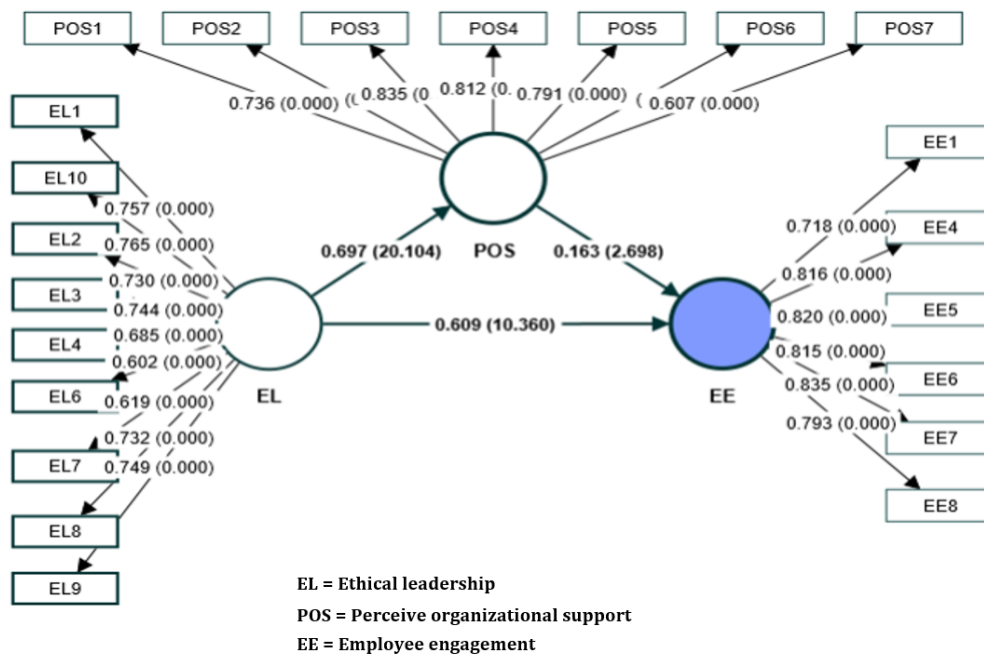 POS1 POS2 POS3 POS4 POS5 POS6 POS7
0.736 (0.000) 0.835 (0 0.812 (0. 0.791 (0.000) 0.607 (0.000)
EL1
EL10
EL2
EL3
EL4
EL6
EL7
EL8
EL9
0.757 (0.000)
0.765 (0.000)
0.730 (0.000)
0.744 (0.000)
0.685 (0.000)
0.602 (0.000)
0.619 (0.000)
0.732 (0.000)
0.749 (0.000)
EL
0.697 (20.104)
POS
0.163 (2.698)
0.609 (10.360)
EE
0.718 (0.000)
0.816 (0.000)
0.820 (0.000)
0.815 (0.000)
0.835 (0.000)
0.793 (0.000)
EE1
EE4
EE5
EE6
EE7
EE8
EL = Ethical leadership
POS = Perceive organizational support
EE = Employee engagement